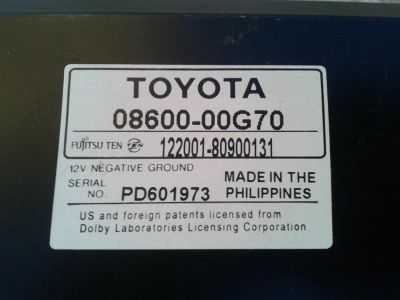 TOYOTA
08600-00G70
FUJITSU TEN 122001-80900131
12V NEGATIVE GROUND
SERIAL NO. PD601973
MADE IN THE PHILIPPINES
US and foreign patents licensed from
Dolby Laboratories Licensing Corporation.